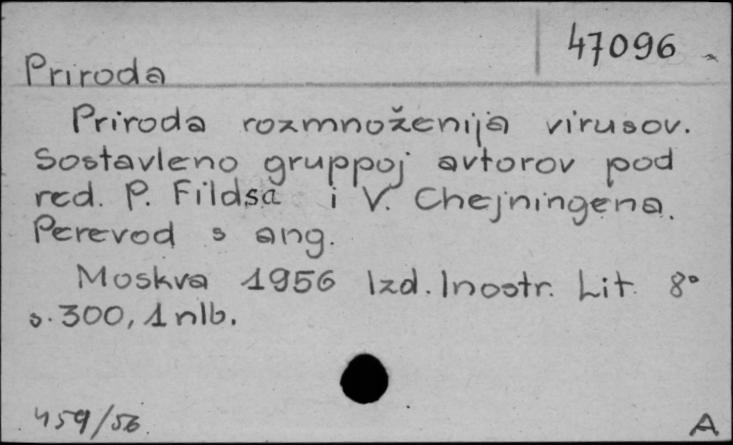 47096
Priroda
Priroda rozmnoženija virusov.
Sostavleno gruppoj avtorov pod
red. P. Fildsa i V. Chejningena.
Perevod s ang.
Moskva 1956 Izd. Inostr. Lit. 8°
s. 300, 1 nlb.
459/56
A